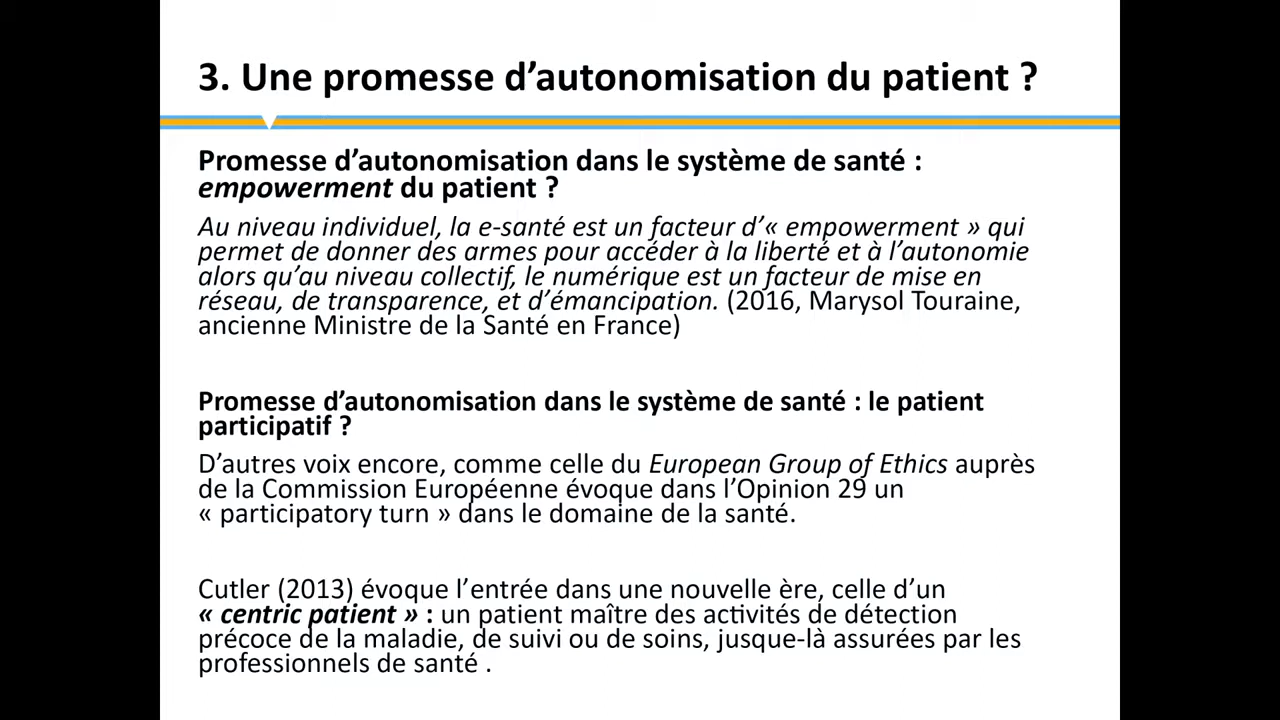 3. Une promesse d’autonomisation du patient ?
Promesse d’autonomisation dans le système de santé :
empowerment du patient ?
Au niveau individuel, la e-santé est un facteur d’« empowerment » qui
permet de donner des armes pour accéder à la liberté et à l’autonomie
alors qu’au niveau collectif, le numérique est un facteur de mise en
réseau, de transparence, et d’émancipation. (2016, Marysol Touraine,
ancienne Ministre de la Santé en France)
Promesse d’autonomisation dans le système de santé : le patient
participatif ?
D’autres voix encore, comme celle du European Group of Ethics auprès
de la Commission Européenne évoque dans l’Opinion 29 un
« participatory turn » dans le domaine de la santé.
Cutler (2013) évoque l’entrée dans une nouvelle ère, celle d’un
« centric patient » : un patient maître des activités de détection
précoce de la maladie, de suivi ou de soins, jusque-là assurées par les
professionnels de santé .